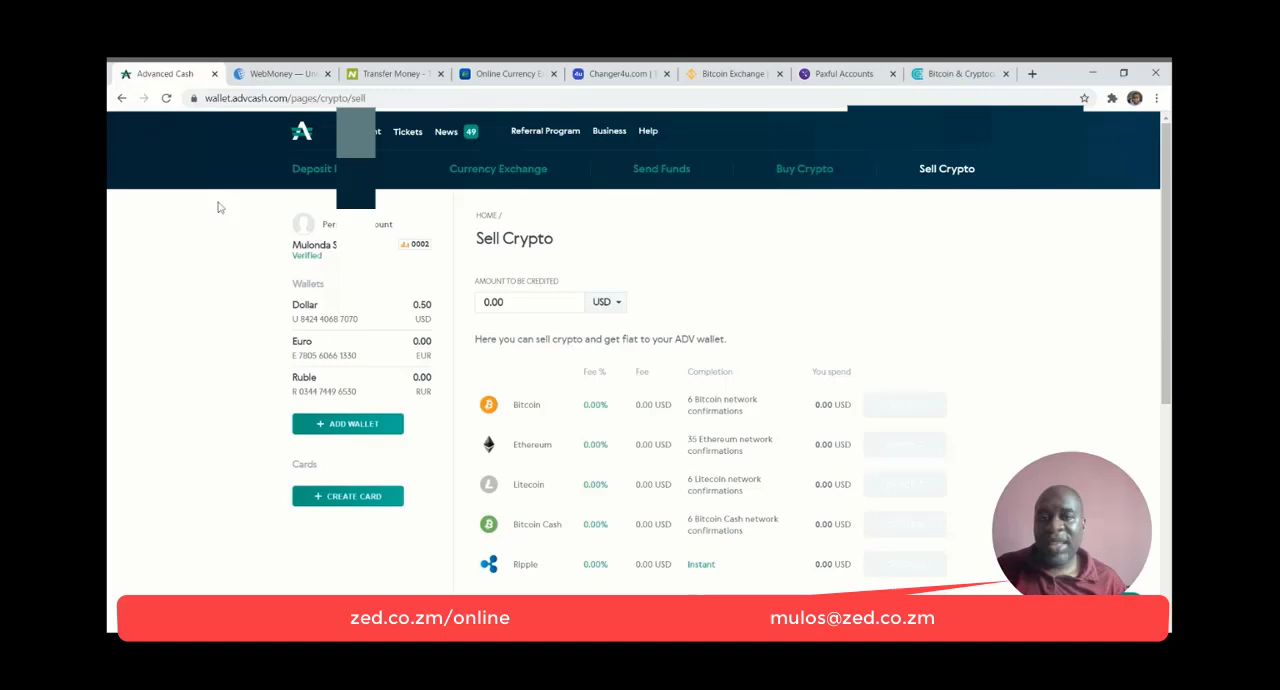 Advanced Cash
WebMoney — Un
Transfer Money -
Online Currency E
Changer4u.com |
Bitcoin Exchange |
Paxful Accounts
Bitcoin & Cryptoc
wallet.advcash.com/pages/crypto/sell
Tickets News 49 Referral Program Business Help
Deposit Currency Exchange Send Funds Buy Crypto Sell Crypto
HOME /
Sell Crypto
Mulonda S
0002
Verified
Wallets
Dollar 0.50
U 8424 4068 7070 USD
Euro 0.00
E 7805 6066 1330 EUR
Ruble 0.00
R 0344 7449 6530 RUR
+ ADD WALLET
Cards
+ CREATE CARD
AMOUNT TO BE CREDITED
0.00 USD
Here you can sell crypto and get fiat to your ADV wallet.
Fee % Fee Completion You spend
Bitcoin 0.00% 0.00 USD 6 Bitcoin network confirmations 0.00 USD
Ethereum 0.00% 0.00 USD 35 Ethereum network confirmations 0.00 USD
Litecoin 0.00% 0.00 USD 6 Litecoin network confirmations 0.00 USD
Bitcoin Cash 0.00% 0.00 USD 6 Bitcoin Cash network confirmations 0.00 USD
Ripple 0.00% 0.00 USD Instant 0.00 USD
zed.co.zm/online
mulos@zed.co.zm